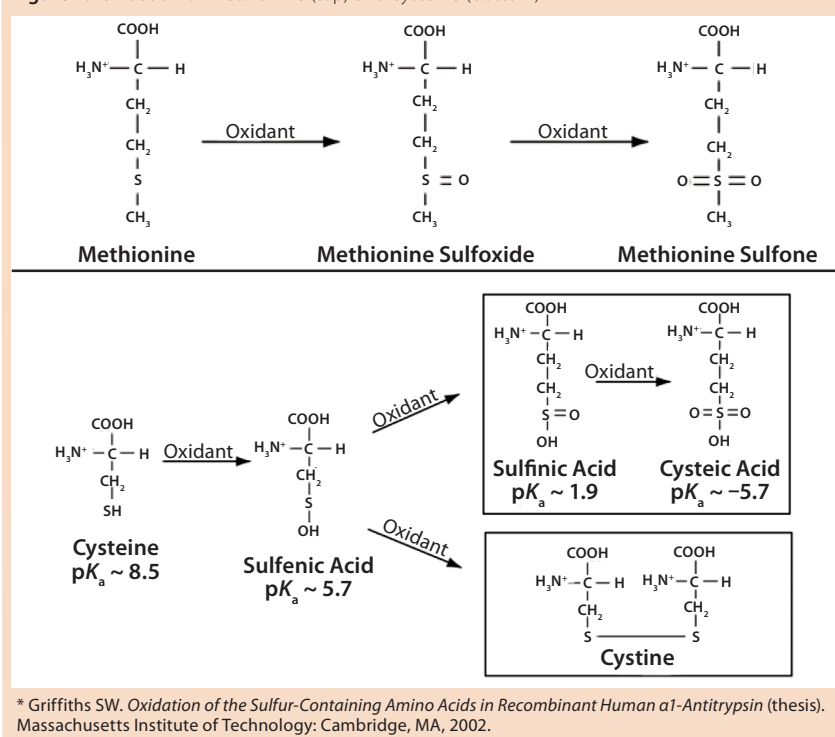 COOH COOH COOH
H₃N⁺— C — H H₃N⁺— C — H H₃N⁺— C — H
CH₂ CH₂ CH₂
Oxidant Oxidant
CH₂ CH₂ CH₂
S S = O O=S=O
CH₃ CH₃ CH₃
Methionine Methionine Sulfoxide Methionine Sulfone
COOH COOH
H₃N⁺ – C – H H₃N⁺– C – H
CH₂ CH₂
Oxidant Oxidant
CH₂ CH₂
S=O O=S=O
OH OH
Sulfinic Acid Cysteic Acid
pKₐ ~ 1.9 pKₐ ~ −5.7
Oxidant
COOH COOH
H₃N⁺ – C – H Oxidant H₃N⁺ – C – H
CH₂ CH₂
SH S
OH
Cysteine Sulfenic Acid
pKₐ ~ 8.5 pKₐ ~ 5.7
Oxidant
COOH COOH
H₃N⁺– C – H H₃N⁺– C – H
CH₂ CH₂
S S
Cystine
* Griffiths SW. Oxidation of the Sulfur-Containing Amino Acids in Recombinant Human α1-Antitrypsin (thesis).
Massachusetts Institute of Technology: Cambridge, MA, 2002.